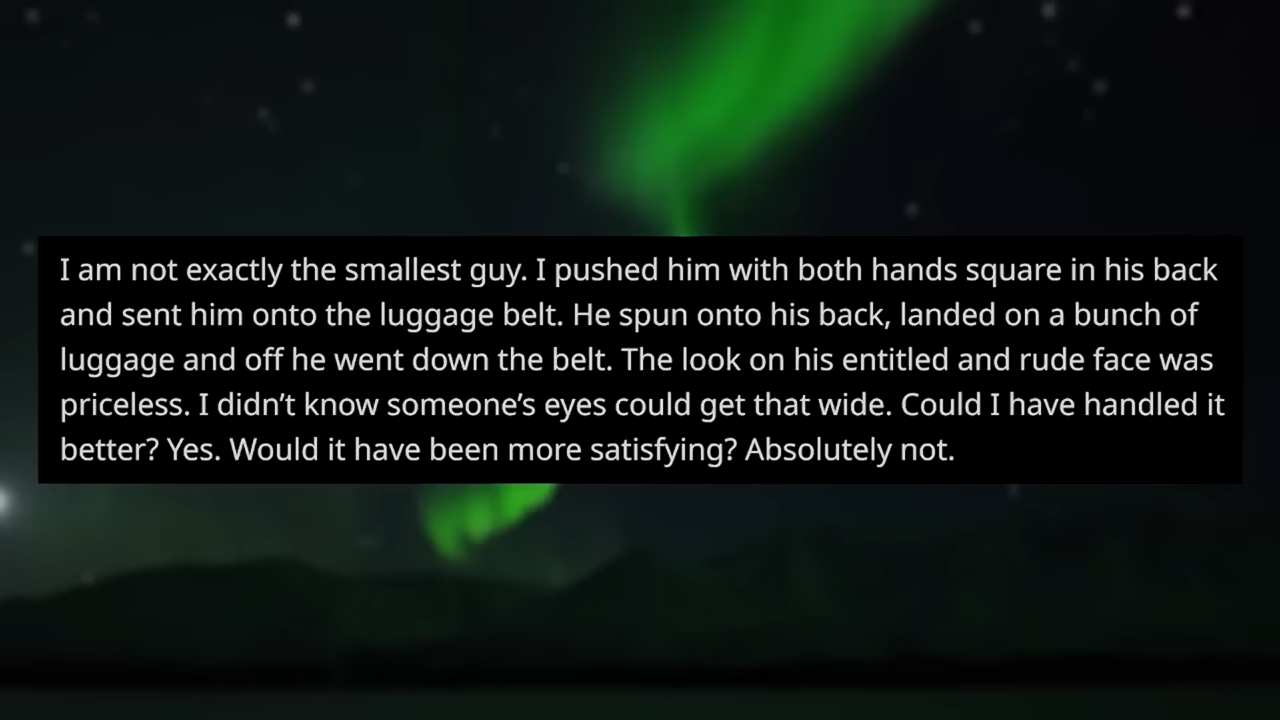 I am not exactly the smallest guy. I pushed him with both hands square in his back
and sent him onto the luggage belt. He spun onto his back, landed on a bunch of
luggage and off he went down the belt. The look on his entitled and rude face was
priceless. I didn’t know someone’s eyes could get that wide. Could I have handled it
better? Yes. Would it have been more satisfying? Absolutely not.